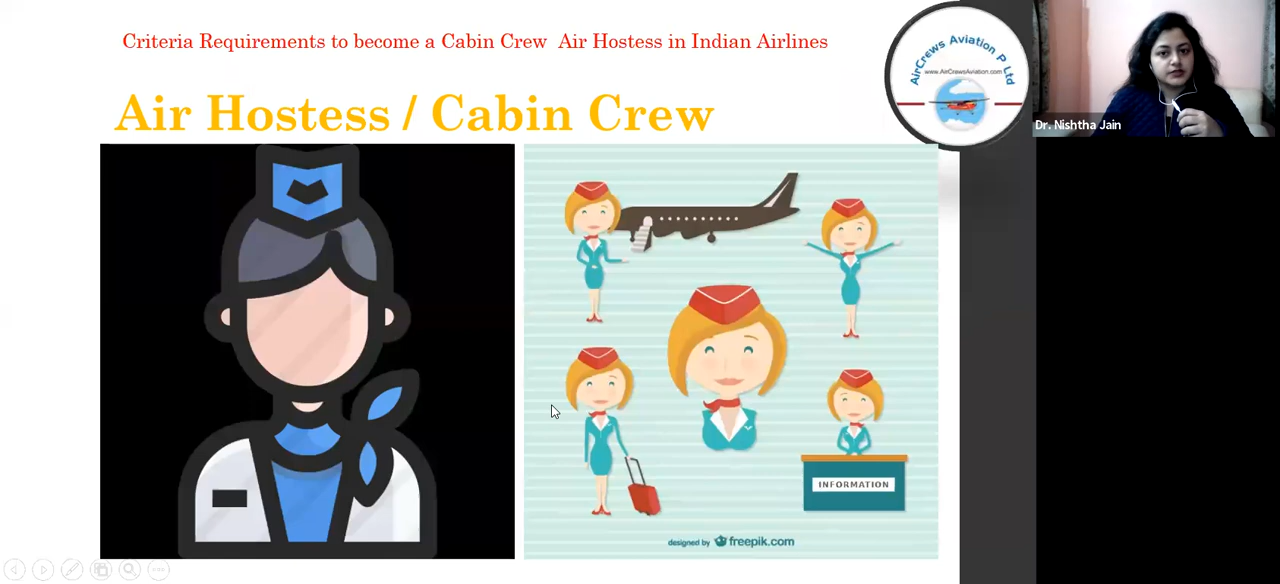 Criteria Requirements to become a Cabin Crew Air Hostess in Indian Airlines
Air Hostess / Cabin Crew
AirCrews Aviation P Ltd
www.AirCrewsAviation.com
Dr. Nishtha Jain
INFORMATION
designed by freepik.com